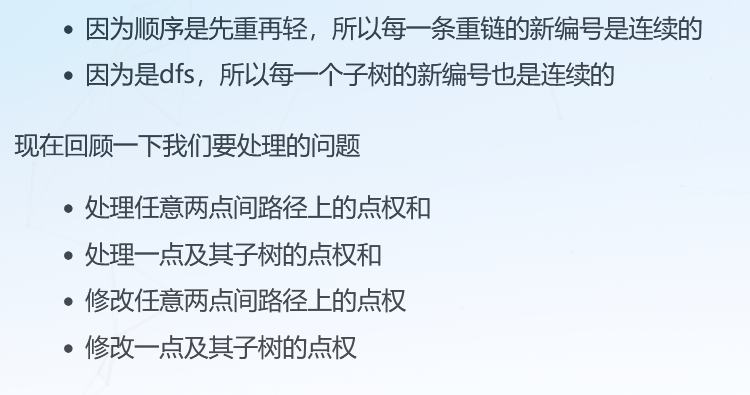 因为顺序是先重再轻，所以每一条重链的新编号是连续的
因为是dfs，所以每一个子树的新编号也是连续的
现在回顾一下我们要处理的问题
处理任意两点间路径上的点权和
处理一点及其子树的点权和
修改任意两点间路径上的点权
修改一点及其子树的点权